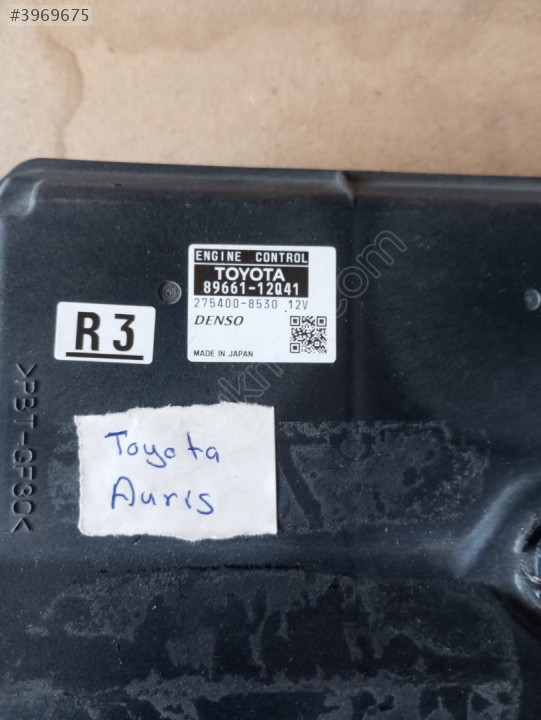 #3969675
ENGINE CONTROL
TOYOTA
89661-12Q41
275400-8530 12V
DENSO
MADE IN JAPAN
R3
>PBT-GF30<
Toyota
Auris